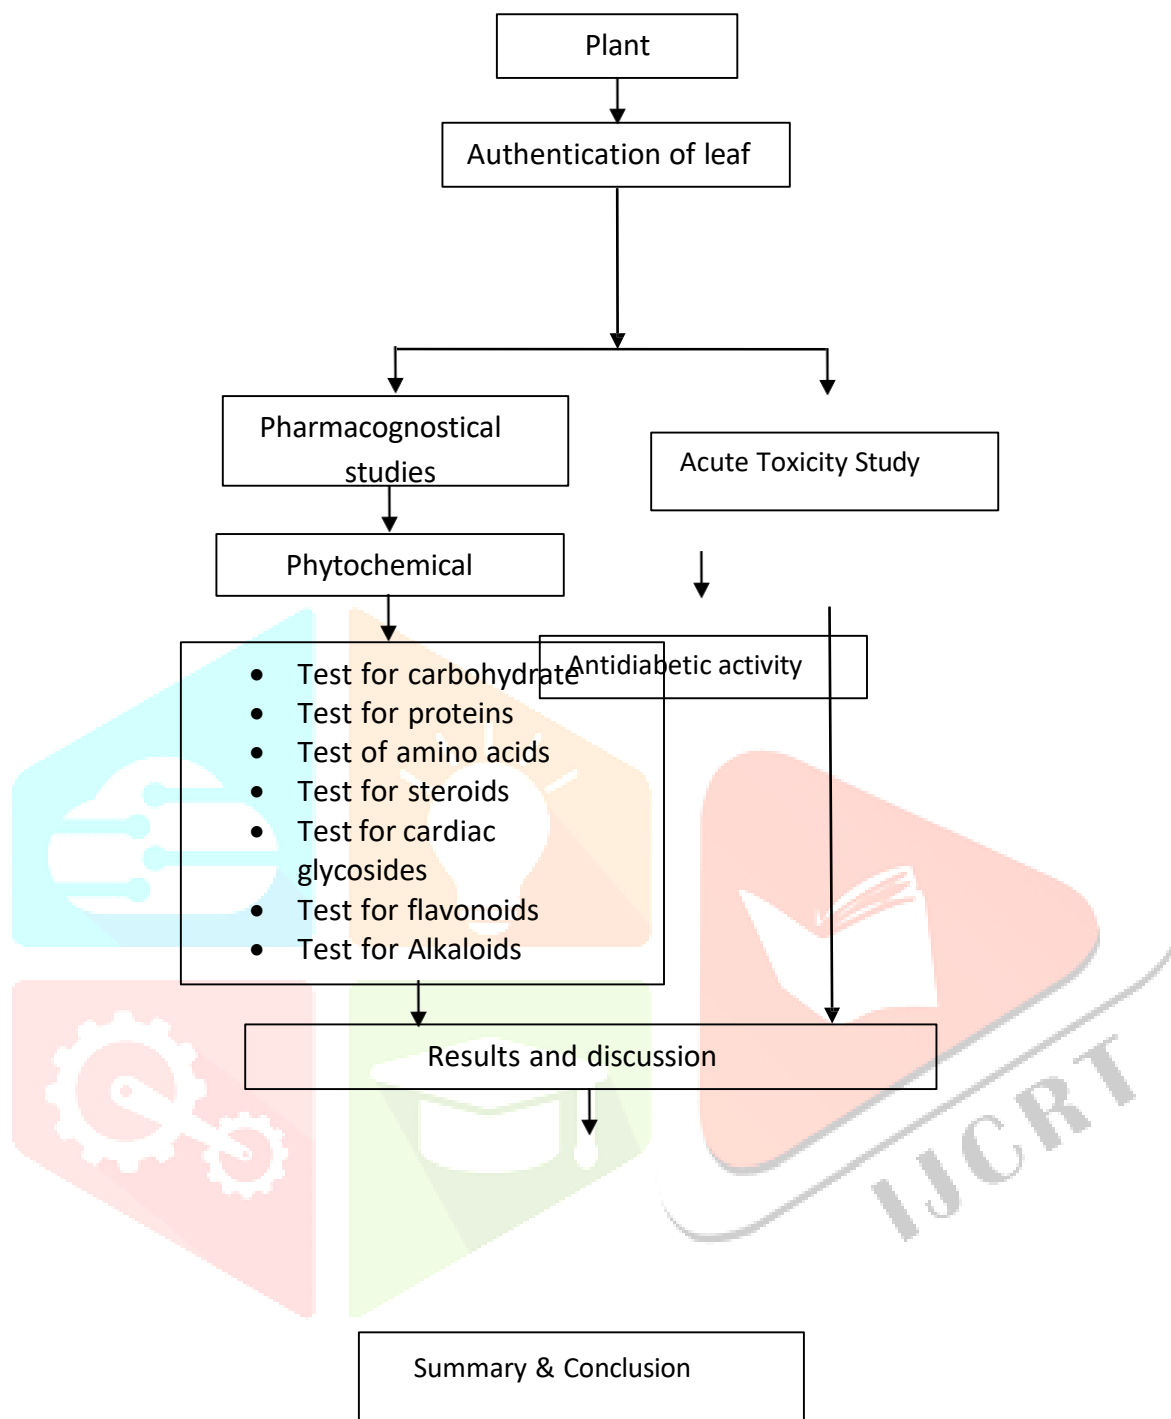 Plant
Authentication of leaf
Pharmacognostical
studies
Acute Toxicity Study
Phytochemical
Antidiabetic activity
• Test for carbohydrate
• Test for proteins
• Test of amino acids
• Test for steroids
• Test for cardiac
glycosides
• Test for flavonoids
• Test for Alkaloids
Results and discussion
IJCRT
Summary & Conclusion